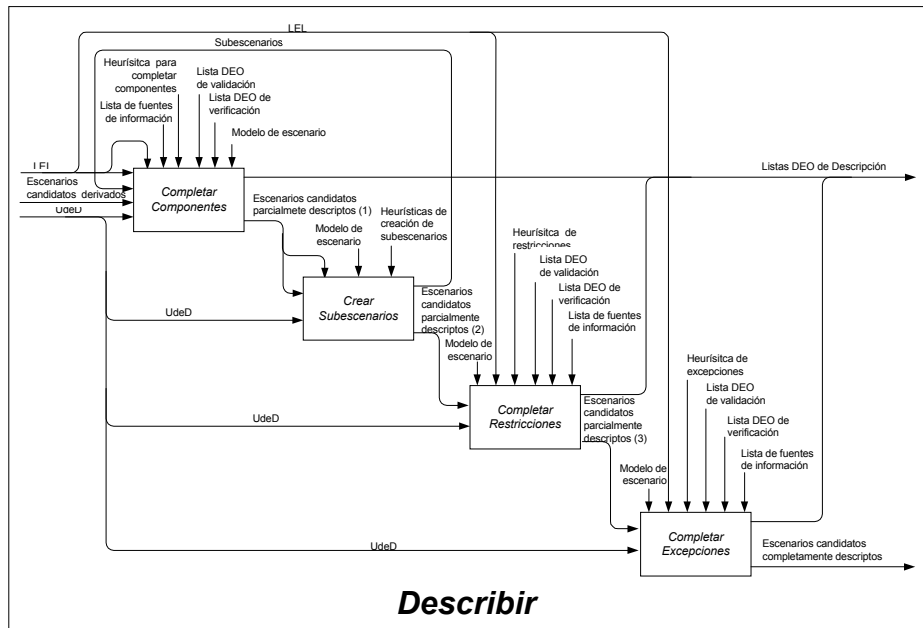 LEL
Subescenarios
Heurísitca para
completar
componentes
Lista DEO
de validación
Lista de fuentes
de información
Lista DEO de
verificación
Modelo de escenario
LEL
Escenarios
candidatos derivados
UdeD
Completar
Componentes
Listas DEO de Descripción
Escenarios candidatos
parcialmete descriptos (1)
Heurísticas de
creación de
subescenarios
Modelo de
escenario
Crear
Subescenarios
UdeD
Escenarios
candidatos
parcialmente
descriptos (2)
Heurísitca de
restricciones
Lista DEO
de validación
Lista DEO de
verificación
Lista de fuentes
de información
Modelo de
escenario
Completar
Restricciones
UdeD
Escenarios
candidatos
parcialmente
descriptos (3)
Heurísitca de
excepciones
Lista DEO
de validación
Lista DEO de
verificación
Lista de fuentes
de información
Modelo de
escenario
Completar
Excepciones
UdeD
Escenarios candidatos
completamente descriptos
Describir